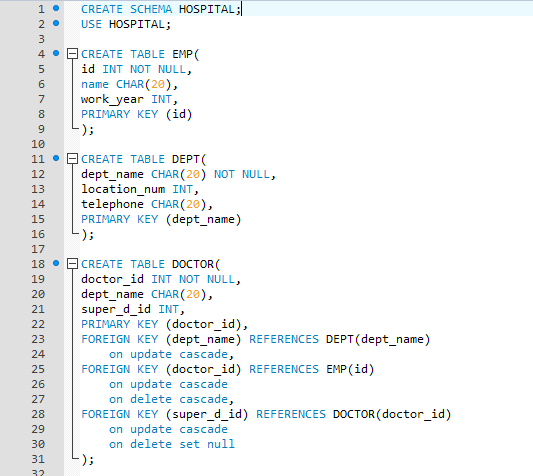 1 CREATE SCHEMA HOSPITAL;
2 USE HOSPITAL;
3
4 CREATE TABLE EMP(
5 id INT NOT NULL,
6 name CHAR(20),
7 work_year INT,
8 PRIMARY KEY (id)
9 );
10
11 CREATE TABLE DEPT(
12 dept_name CHAR(20) NOT NULL,
13 location_num INT,
14 telephone CHAR(20),
15 PRIMARY KEY (dept_name)
16 );
17
18 CREATE TABLE DOCTOR(
19 doctor_id INT NOT NULL,
20 dept_name CHAR(20),
21 super_d_id INT,
22 PRIMARY KEY (doctor_id),
23 FOREIGN KEY (dept_name) REFERENCES DEPT(dept_name)
24 on update cascade,
25 FOREIGN KEY (doctor_id) REFERENCES EMP(id)
26 on update cascade
27 on delete cascade,
28 FOREIGN KEY (super_d_id) REFERENCES DOCTOR(doctor_id)
29 on update cascade
30 on delete set null
31 );
32